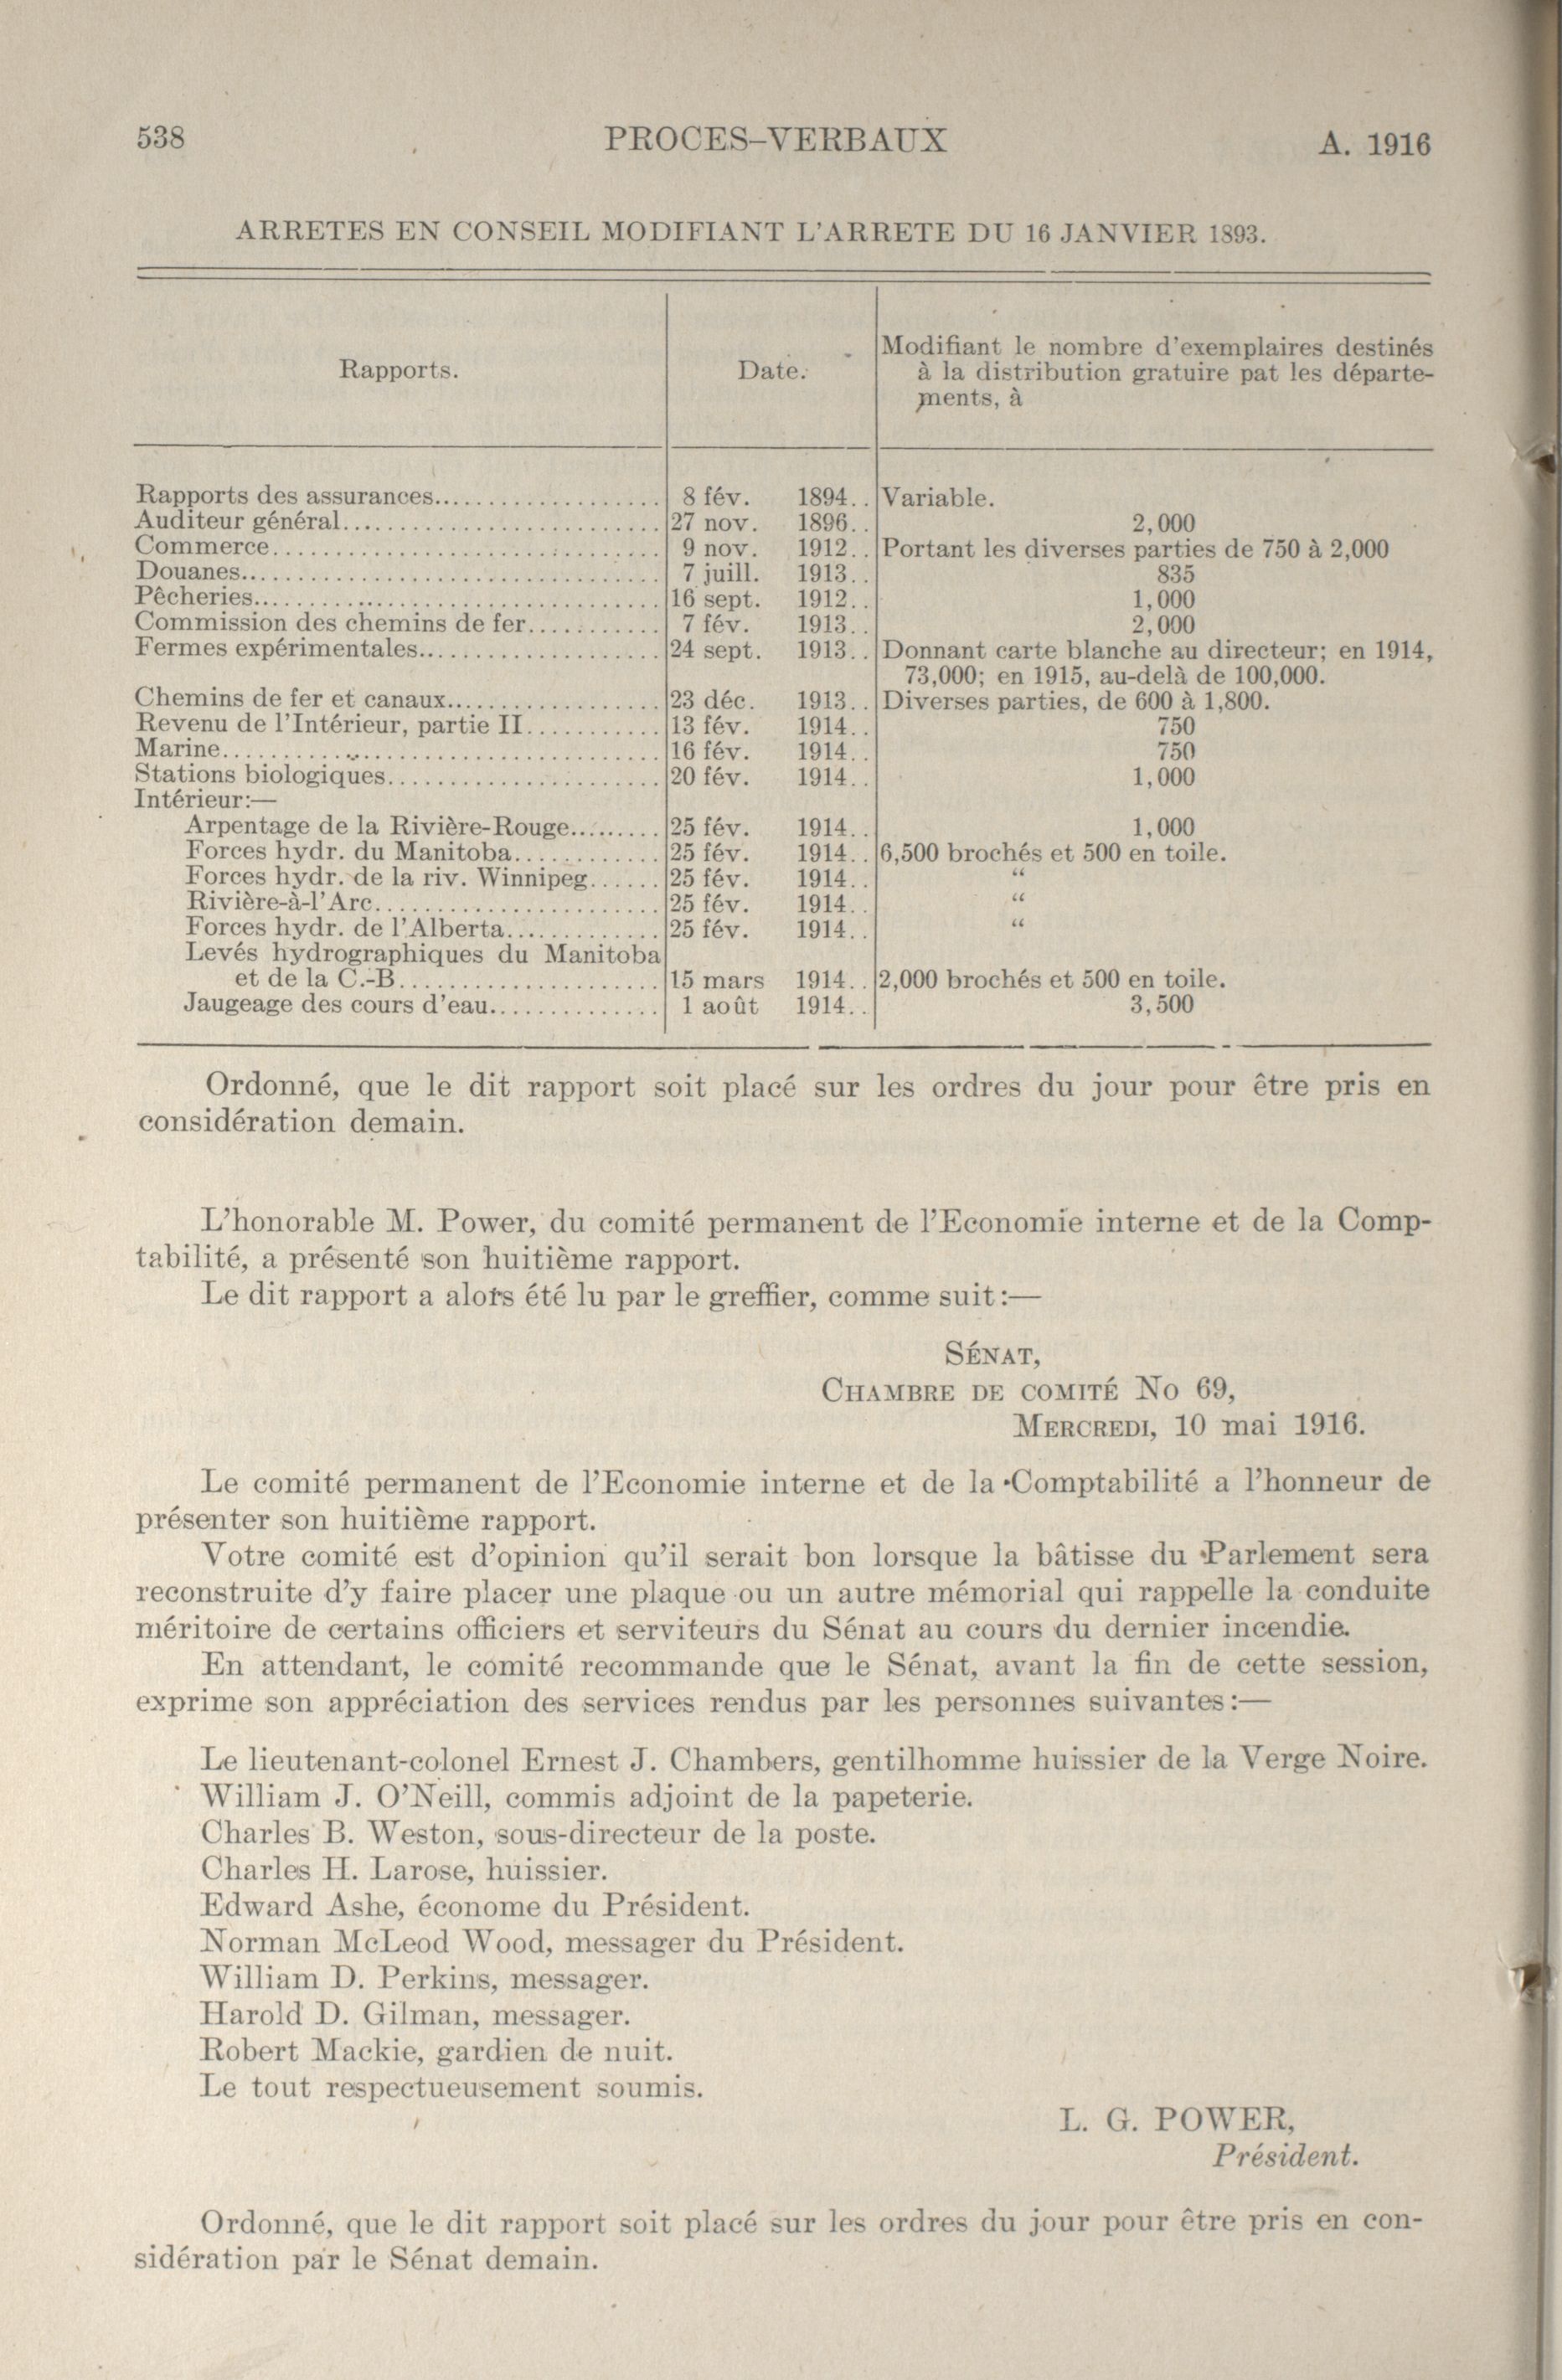 538 PROCES-VERBAUX A. 1916
ARRETES EN CONSEIL MODIFIANT L'ARRETE DU 16 JANVIER 1893.
Rapports. Date. Modifiant le nombre d'exemplaires destinés
à la distribution gratuire pat les départe-
ments, à
Rapports des assurances.................... 8 fév. 1894.. Variable.
Auditeur général.......................... 27 nov. 1896.. 2,000
Commerce............................... 9 nov. 1912.. Portant les diverses parties de 750 à 2,000
Douanes.................................. 7 juill. 1913.. 835
Pêcheries................................. 16 sept. 1912.. 1,000
Commission des chemins de fer............ 7 fév. 1913.. 2,000
Fermes expérimentales.................... 24 sept. 1913.. Donnant carte blanche au directeur; en 1914,
73,000; en 1915, au-delà de 100,000.
Chemins de fer et canaux.................. 23 déc. 1913.. Diverses parties, de 600 à 1,800.
Revenu de l'Intérieur, partie II........... 13 fév. 1914.. 750
Marine................................... 16 fév. 1914.. 750
Stations biologiques...................... 20 fév. 1914.. 1,000
Intérieur:—
Arpentage de la Rivière-Rouge......... 25 fév. 1914.. 1,000
Forces hydr. du Manitoba............ 25 fév. 1914.. 6,500 brochés et 500 en toile.
Forces hydr. de la riv. Winnipeg...... 25 fév. 1914.. "
Rivière-à-l'Arc....................... 25 fév. 1914.. "
Forces hydr. de l'Alberta............. 25 fév. 1914.. "
Levés hydrographiques du Manitoba
et de la C.-B..................... 15 mars 1914.. 2,000 brochés et 500 en toile.
Jaugeage des cours d'eau.............. 1 août 1914.. 3,500
Ordonné, que le dit rapport soit placé sur les ordres du jour pour être pris en
considération demain.
L'honorable M. Power, du comité permanent de l'Economie interne et de la Comp-
tabilité, a présenté son huitième rapport.
Le dit rapport a alors été lu par le greffier, comme suit:—
SÉNAT,
CHAMBRE DE COMITÉ No 69,
MERCREDI, 10 mai 1916.
Le comité permanent de l'Economie interne et de la Comptabilité a l'honneur de
présenter son huitième rapport.
Votre comité est d'opinion qu'il serait bon lorsque la bâtisse du Parlement sera
reconstruite d'y faire placer une plaque ou un autre mémorial qui rappelle la conduite
méritoire de certains officiers et serviteurs du Sénat au cours du dernier incendie.
En attendant, le comité recommande que le Sénat, avant la fin de cette session,
exprime son appréciation des services rendus par les personnes suivantes:—
Le lieutenant-colonel Ernest J. Chambers, gentilhomme huissier de la Verge Noire.
William J. O'Neill, commis adjoint de la papeterie.
Charles B. Weston, sous-directeur de la poste.
Charles H. Larose, huissier.
Edward Ashe, économe du Président.
Norman McLeod Wood, messager du Président.
William D. Perkins, messager.
Harold D. Gilman, messager.
Robert Mackie, gardien de nuit.
Le tout respectueusement soumis.
L. G. POWER,
Président.
Ordonné, que le dit rapport soit placé sur les ordres du jour pour être pris en con-
sidération par le Sénat demain.